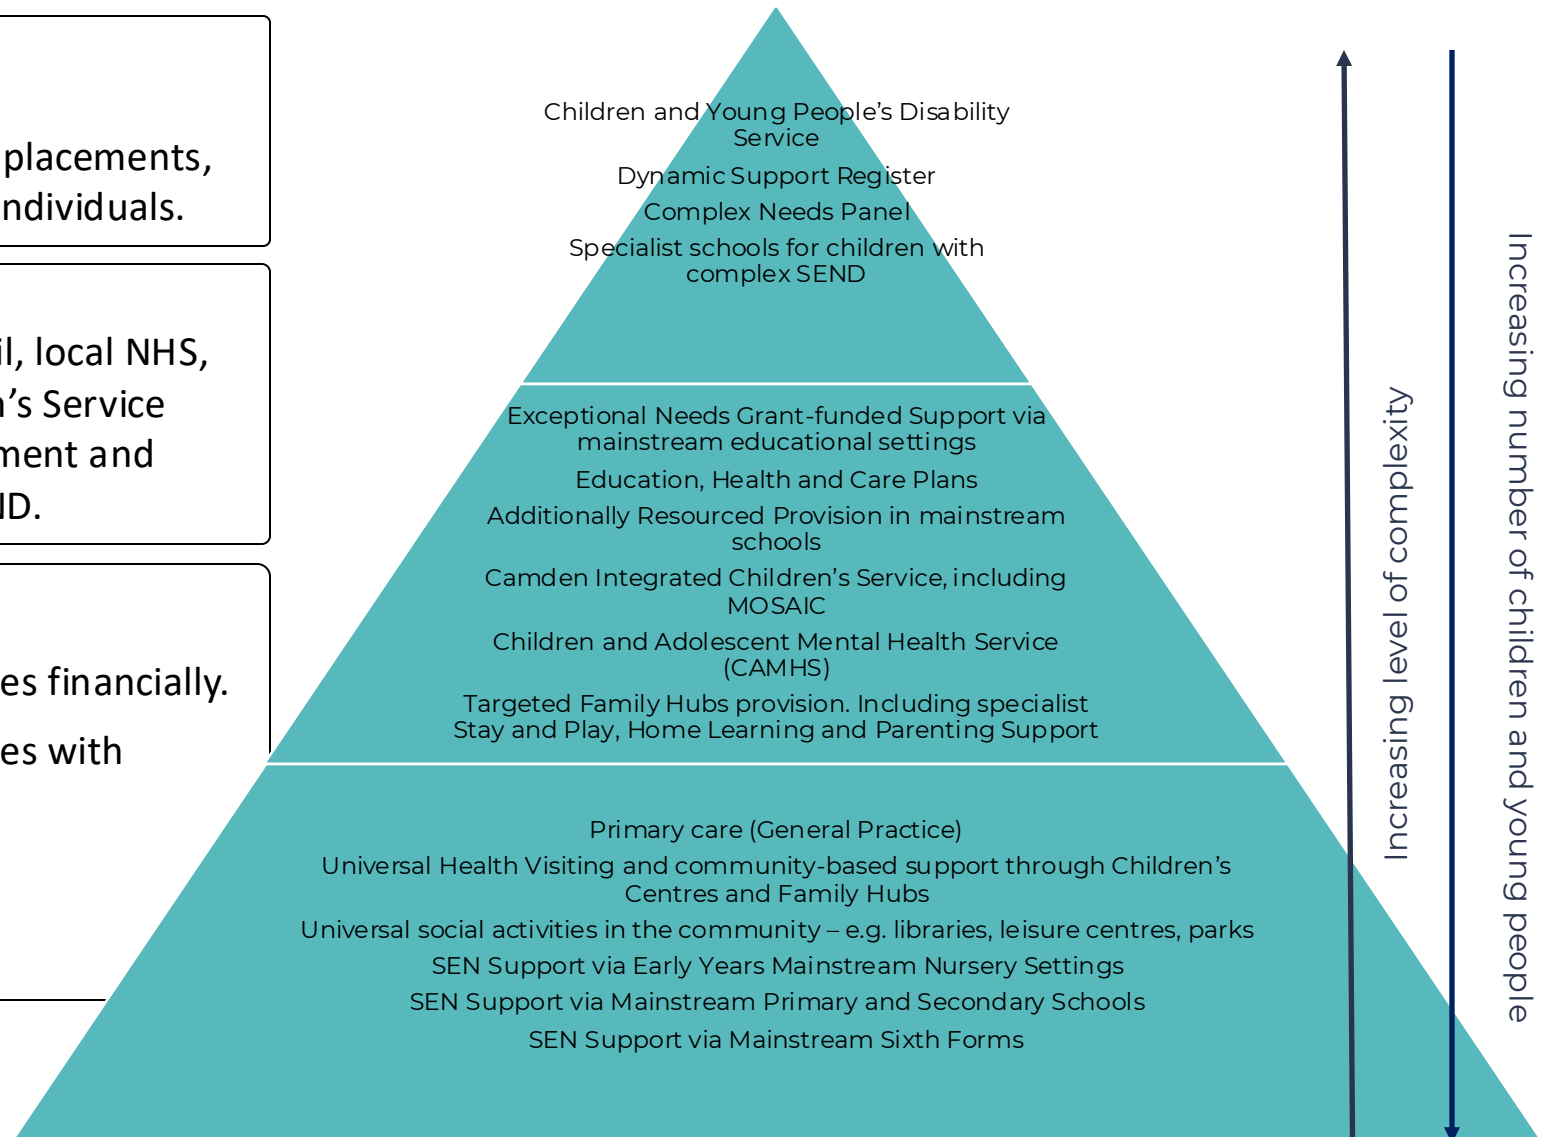 placements,
ndividuals.
il, local NHS,
n’s Service
ment and
ND.
es financially.
es with
Children and Young People’s Disability
Service
Dynamic Support Register
Complex Needs Panel
Specialist schools for children with
complex SEND
Exceptional Needs Grant-funded Support via
mainstream educational settings
Education, Health and Care Plans
Additionally Resourced Provision in mainstream
schools
Camden Integrated Children’s Service, including
MOSAIC
Children and Adolescent Mental Health Service
(CAMHS)
Targeted Family Hubs provision. Including specialist
Stay and Play, Home Learning and Parenting Support
Primary care (General Practice)
Universal Health Visiting and community-based support through Children’s
Centres and Family Hubs
Universal social activities in the community – e.g. libraries, leisure centres, parks
SEN Support via Early Years Mainstream Nursery Settings
SEN Support via Mainstream Primary and Secondary Schools
SEN Support via Mainstream Sixth Forms
Increasing level of complexity
Increasing number of children and young people